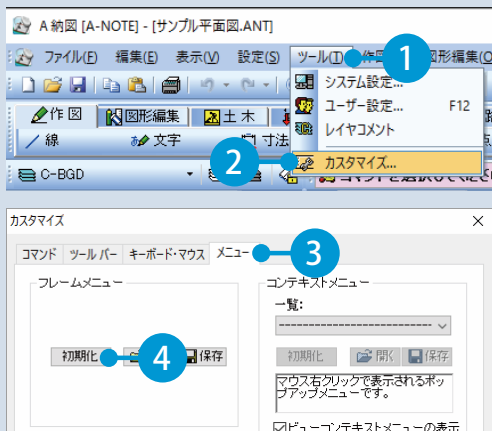 A 納図 [A-NOTE] - [サンプル平面図.ANT]
ファイル(F) 編集(E) 表示(V) 設定(S) ツール(T) 作図 図形編集(O
1
システム設定...
作図 図形編集 土木
ユーザー設定... F12
レイヤコメント
線 文字 寸法
2
カスタマイズ...
C-BGD
カスタマイズ
コマンド ツール バー キーボード・マウス メニュー
3
フレームメニュー
コンテキストメニュー
一覧:
初期化
4
保存
初期化 開く 保存
マウス右クリックで表示されるポッ
プアップメニューです。
ビューコンテキストメニューの表示